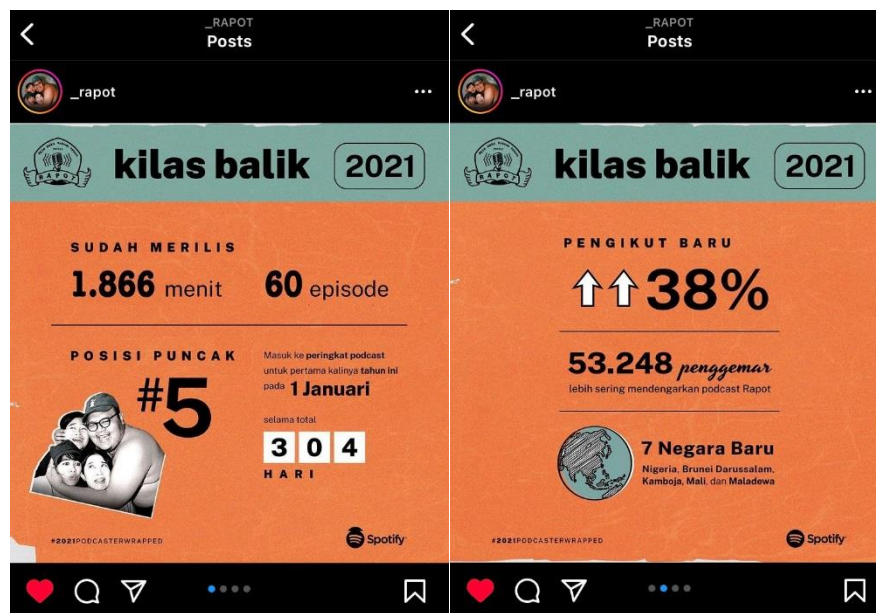 _RAPOT
Posts
_rapot
RAPOT
kilas balik 2021
SUDAH MERILIS
1.866 menit 60 episode
POSISI PUNCAK
#5
Masuk ke peringkat podcast
untuk pertama kalinya tahun ini
pada 1 Januari
selama total
304
HARI
#2021PODCASTERWRAPPED
Spotify
_RAPOT
Posts
_rapot
RAPOT
kilas balik 2021
PENGIKUT BARU
38%
53.248 penggemar
lebih sering mendengarkan podcast Rapot
7 Negara Baru
Nigeria, Brunei Darussalam,
Kamboja, Mali, dan Maladewa
#2021PODCASTERWRAPPED
Spotify